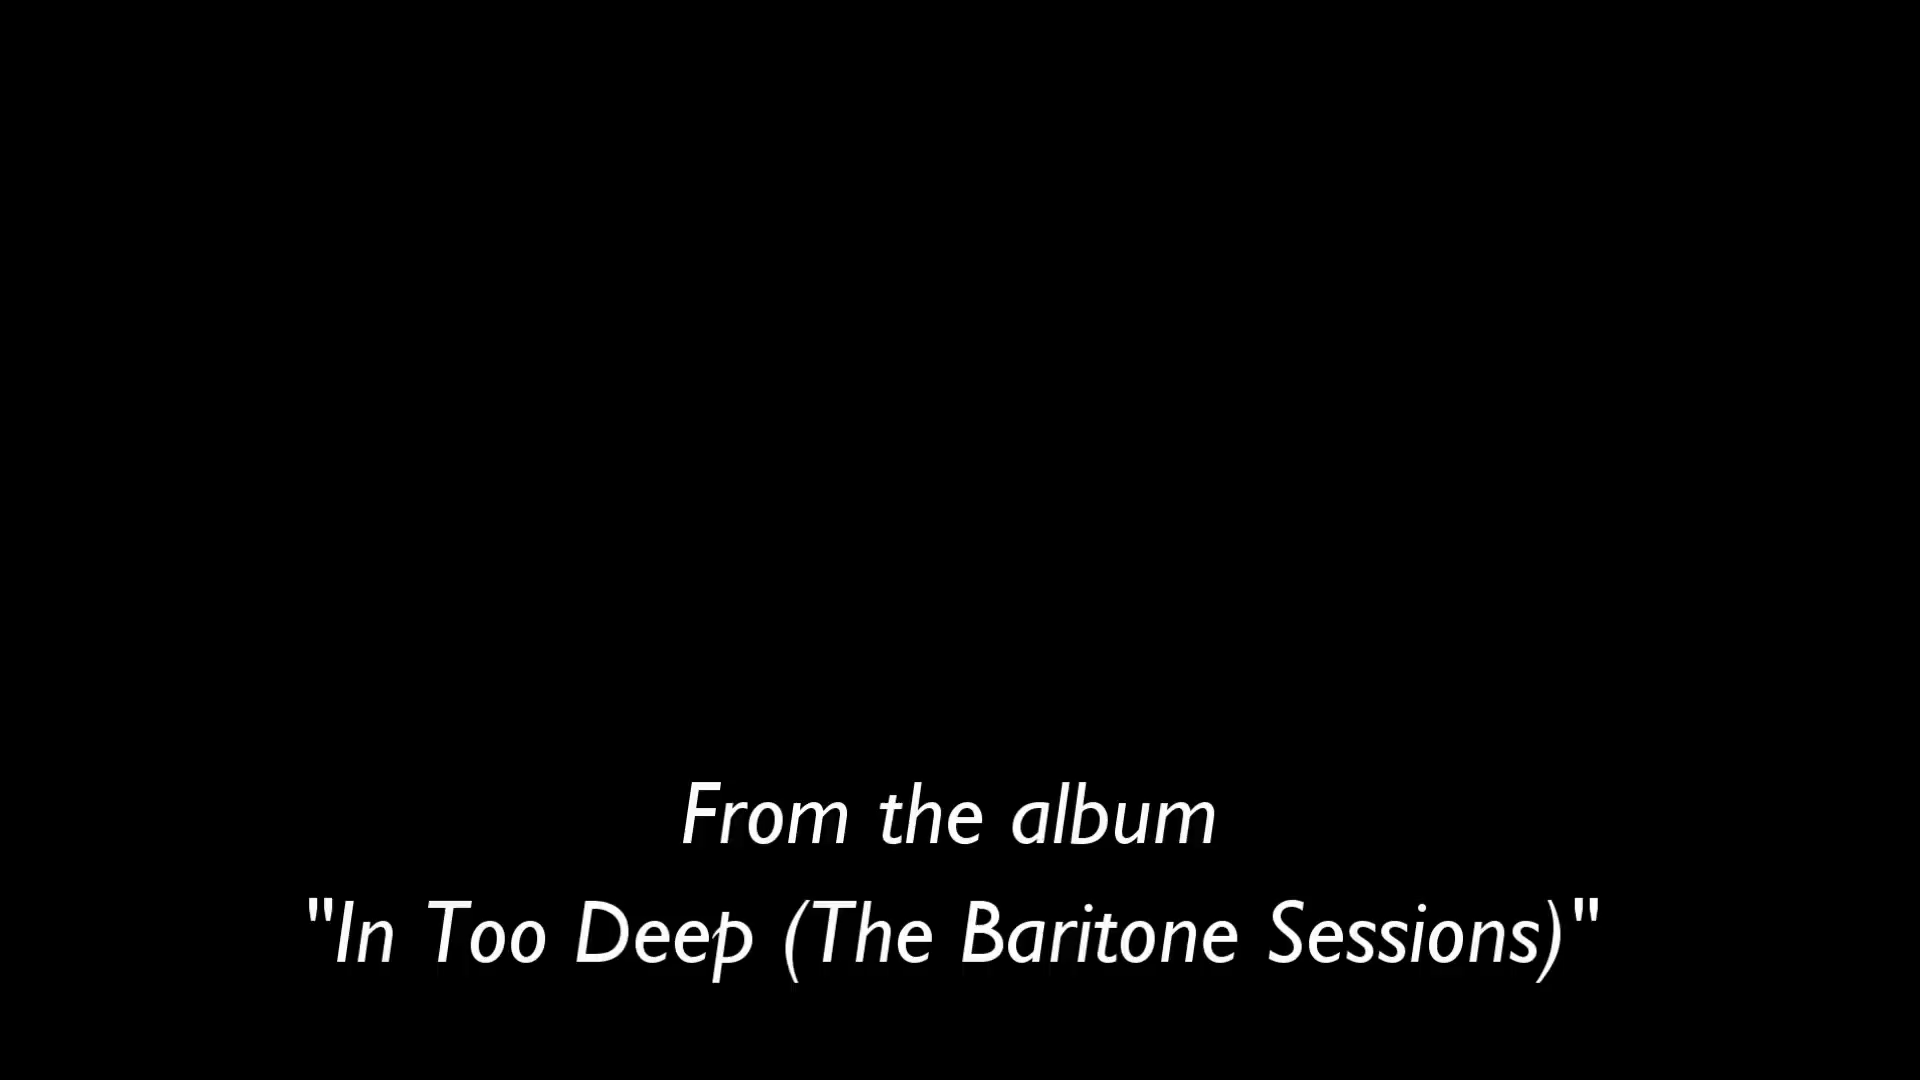 From the album
"In Too Deep (The Baritone Sessions)"